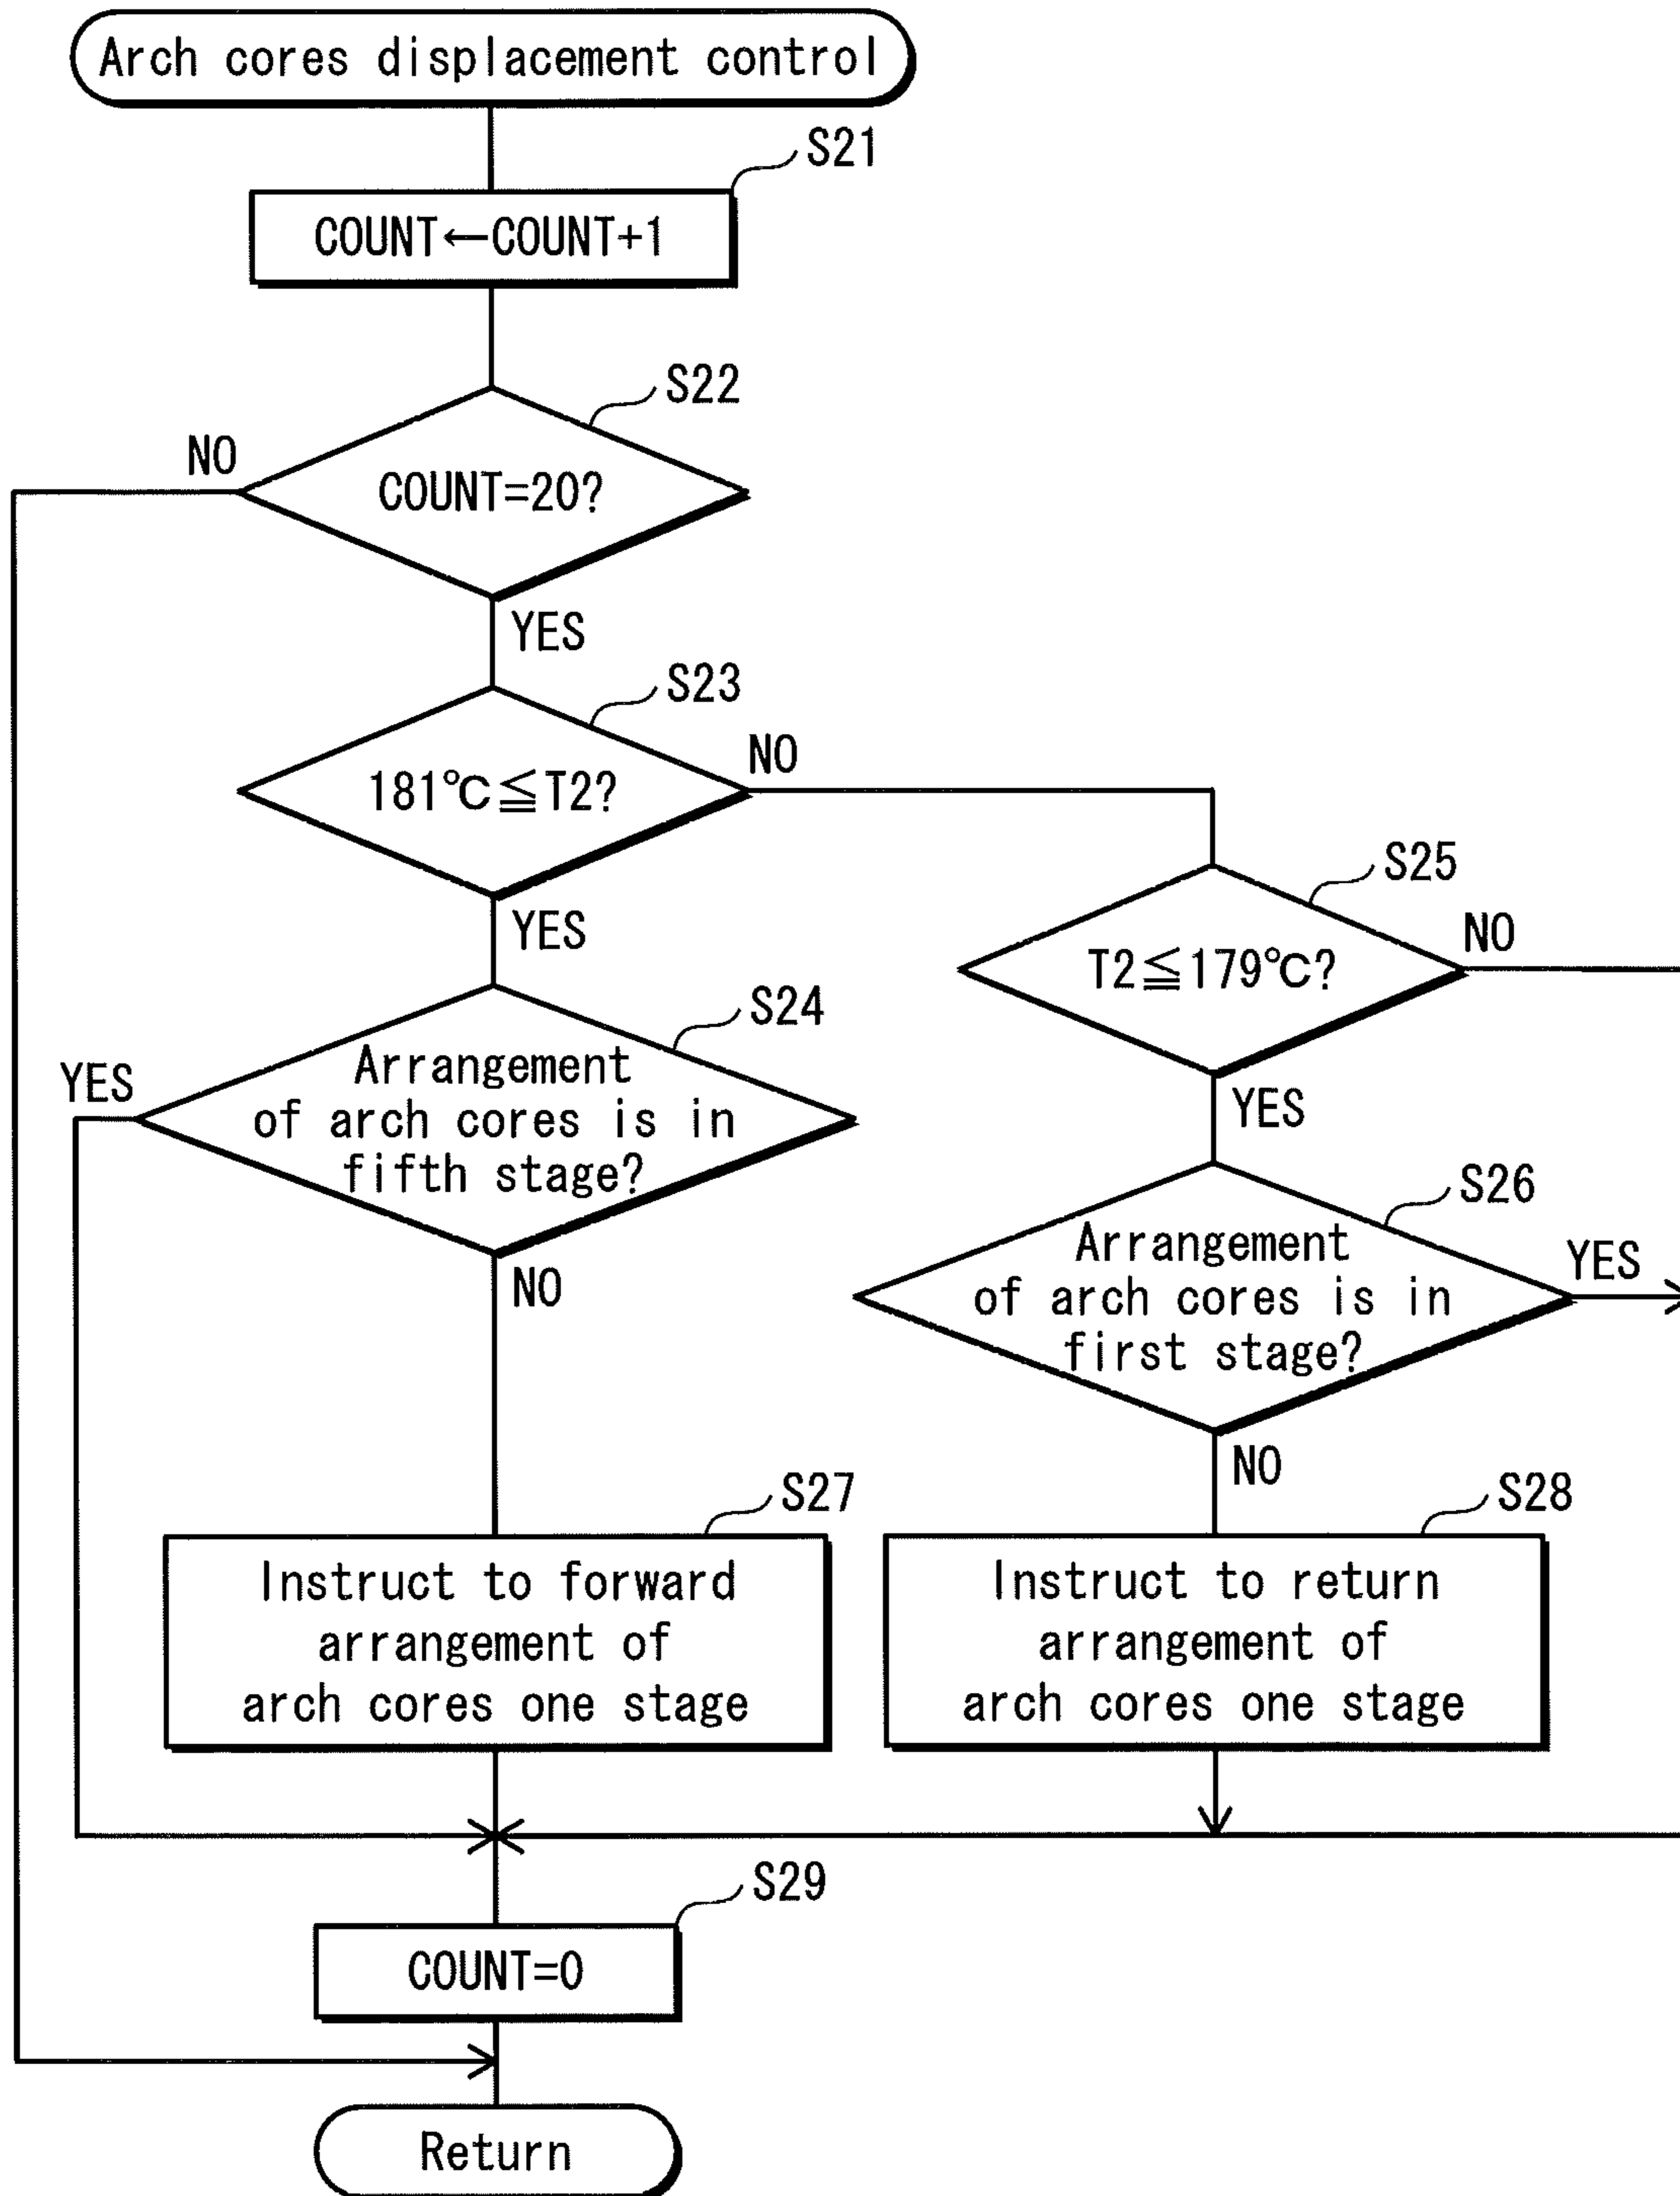 Arch cores displacement control
S21
COUNT←COUNT+1
S22
NO
COUNT=20?
YES
S23
NO
181℃≦T2?
YES
S25
NO
T2≦179℃?
YES
S24
YES
Arrangement
of arch cores is in
fifth stage?
NO
S26
YES
Arrangement
of arch cores is in
first stage?
NO
S27
Instruct to forward
arrangement of
arch cores one stage
S28
Instruct to return
arrangement of
arch cores one stage
S29
COUNT=0
Return